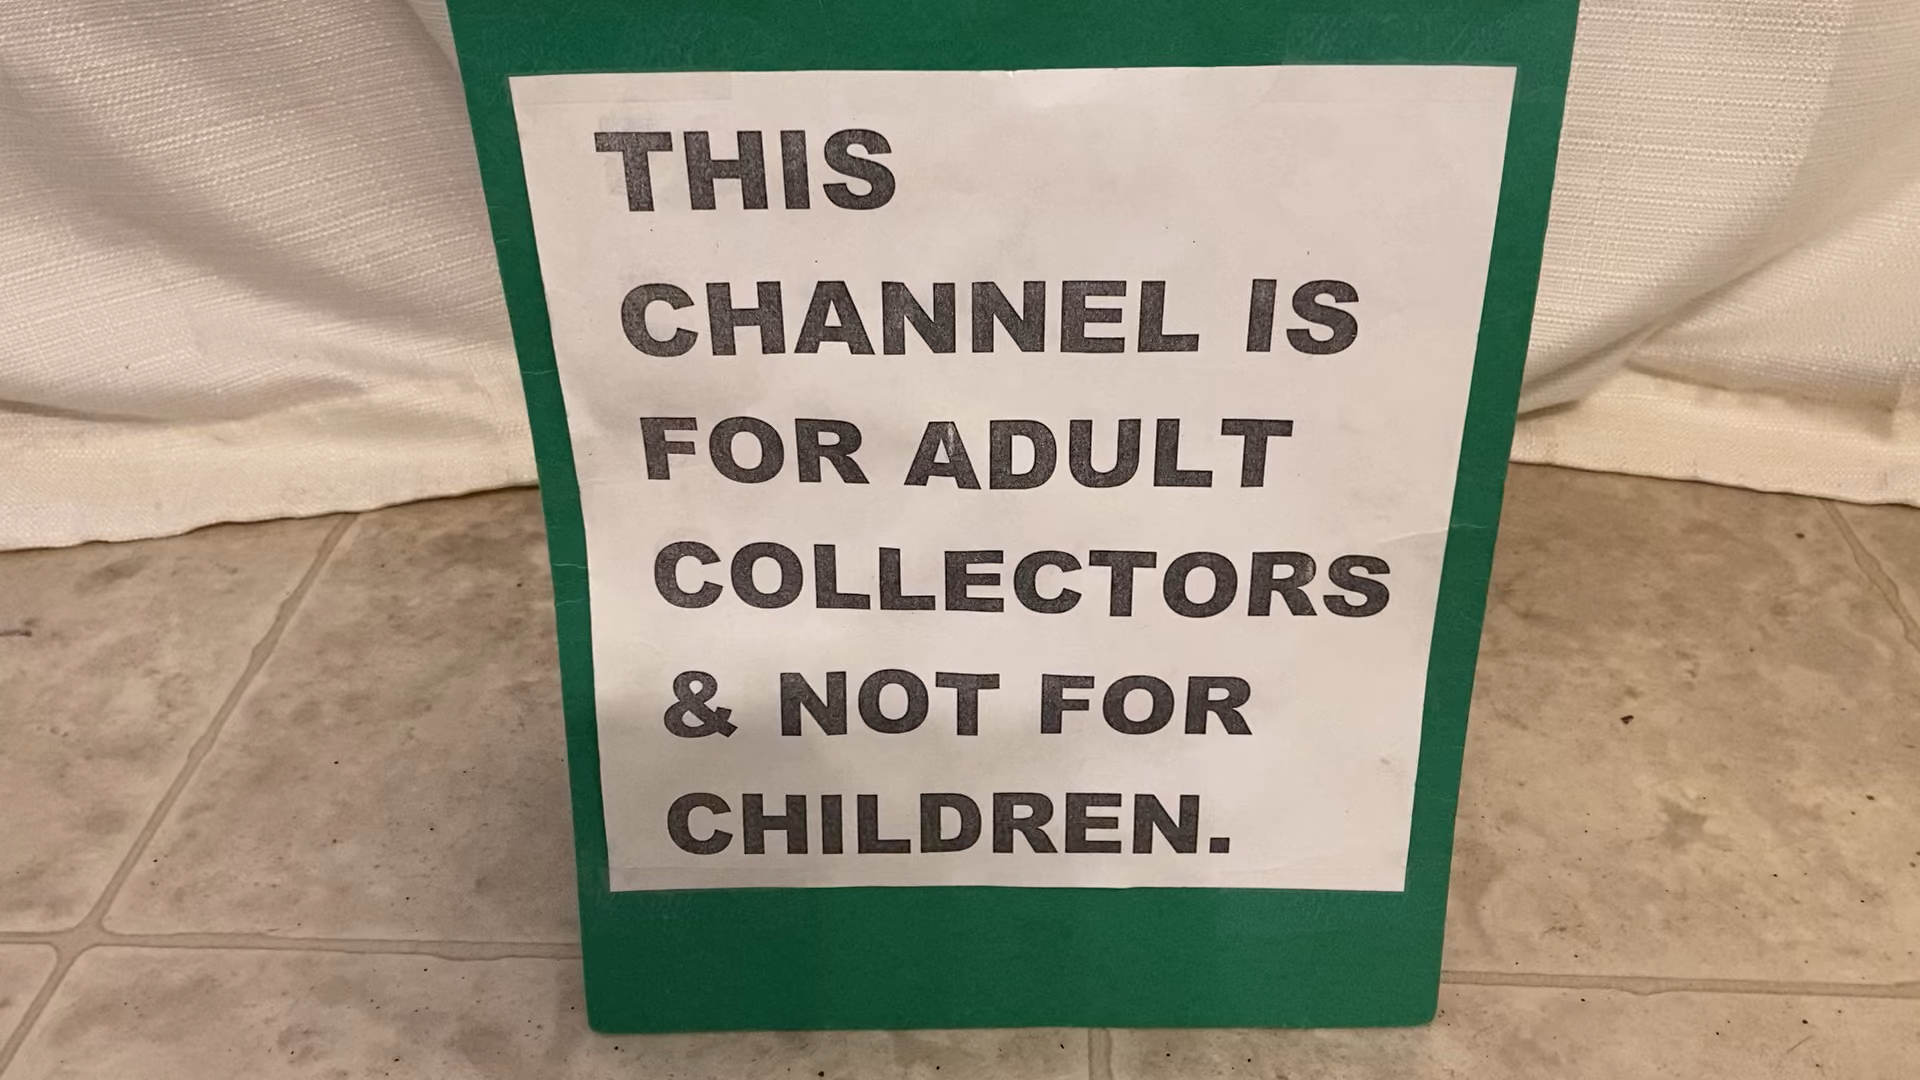 THIS
CHANNEL IS
FOR ADULT
COLLECTORS
& NOT FOR
CHILDREN.